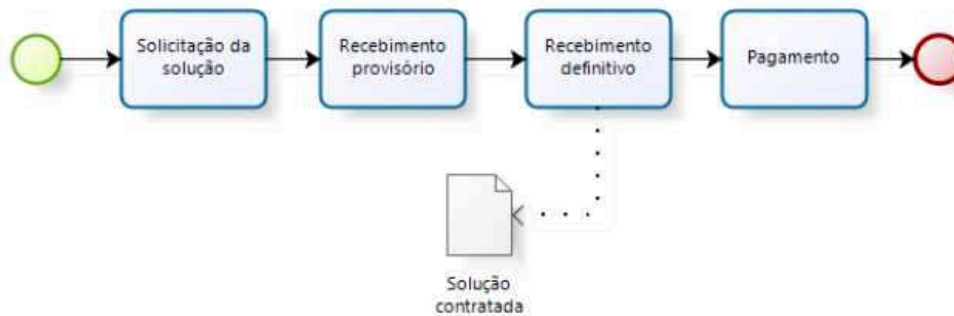 Solicitação da
solução
Recebimento
provisório
Recebimento
definitivo
Pagamento
Solução
contratada